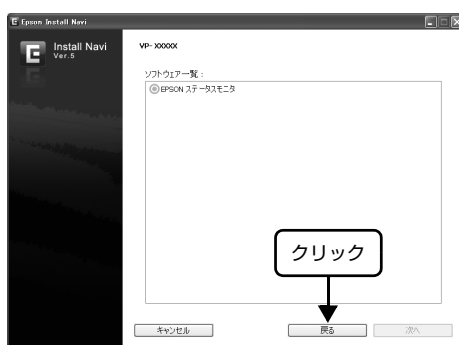 Epson Install Navi
Install Navi
Ver.5
VP- XXXXX
ソフトウェア一覧：
EPSON ステータスモニタ
クリック
キャンセル
戻る
次へ